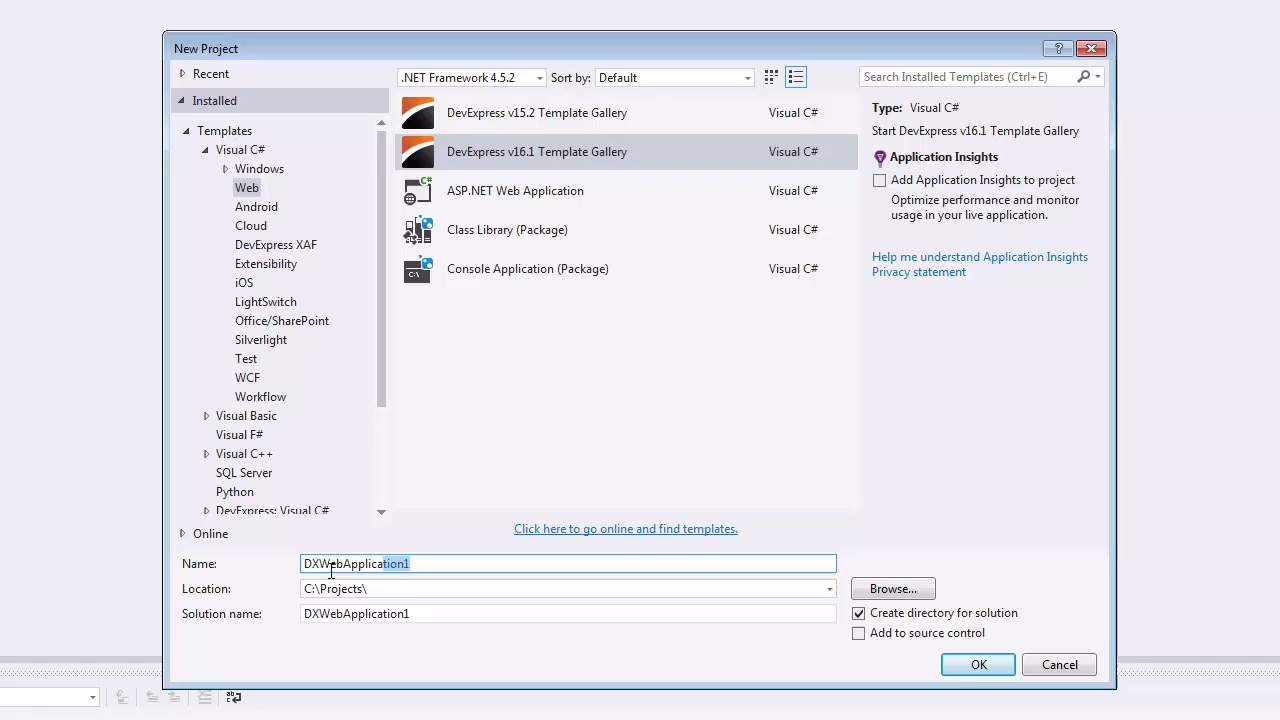 New Project
Recent
.NET Framework 4.5.2
Sort by:
Default
Search Installed Templates (Ctrl+E)
Installed
Templates
Visual C#
Windows
Web
Android
Cloud
DevExpress XAF
Extensibility
iOS
LightSwitch
Office/SharePoint
Silverlight
Test
WCF
Workflow
Visual Basic
Visual F#
Visual C++
SQL Server
Python
DevExpress: Visual C#
Online
DevExpress v15.2 Template Gallery Visual C#
DevExpress v16.1 Template Gallery Visual C#
ASP.NET Web Application Visual C#
Class Library (Package) Visual C#
Console Application (Package) Visual C#
Click here to go online and find templates.
Type: Visual C#
Start DevExpress v16.1 Template Gallery
Application Insights
Add Application Insights to project
Optimize performance and monitor
usage in your live application.
Help me understand Application Insights
Privacy statement
Name: DXWebApplication1
Location: C:\Projects\
Browse...
Solution name: DXWebApplication1
Create directory for solution
Add to source control
OK
Cancel